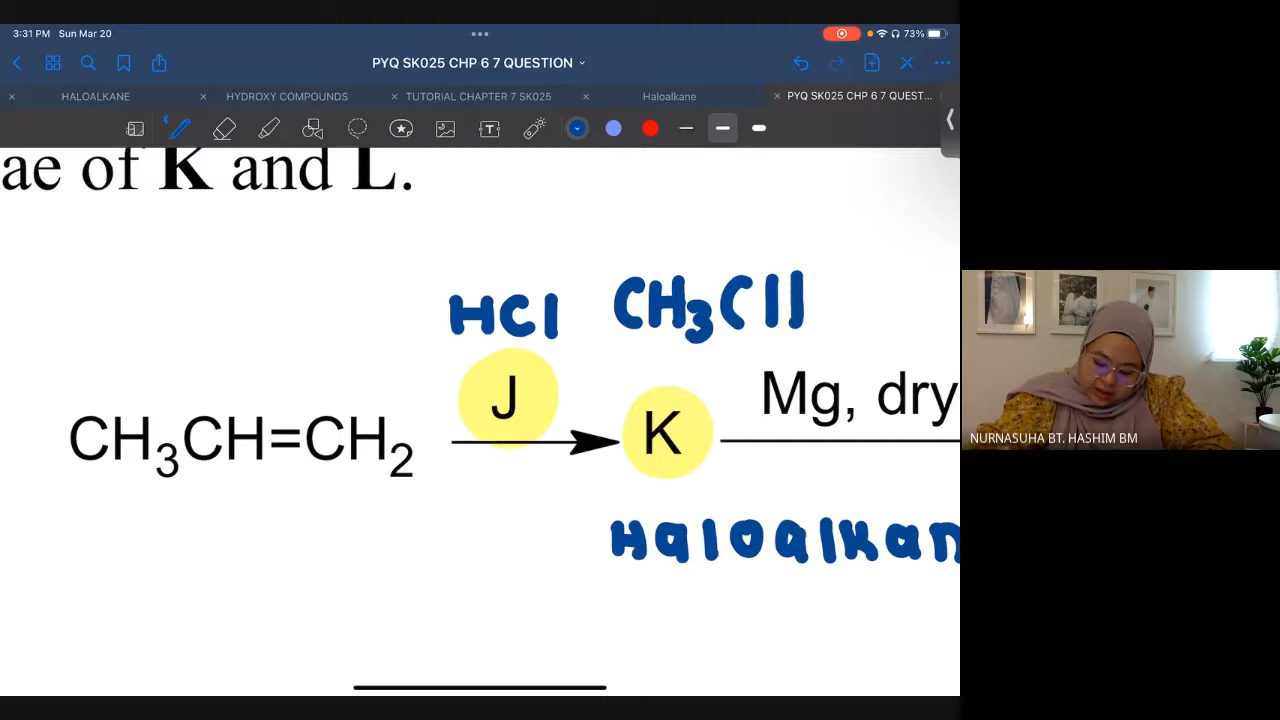 3:31 PM Sun Mar 20
73%
PYQ SK025 CHP 6 7 QUESTION
HALOALKANE
HYDROXY COMPOUNDS
TUTORIAL CHAPTER 7 SK025
Haloalkane
PYQ SK025 CHP 6 7 QUEST...
ae of K and L.
HCl CH₃Cl
J
Mg, dry
CH₃CH=CH₂
K
Haloalkan
NURNASUHA BT. HASHIM BM